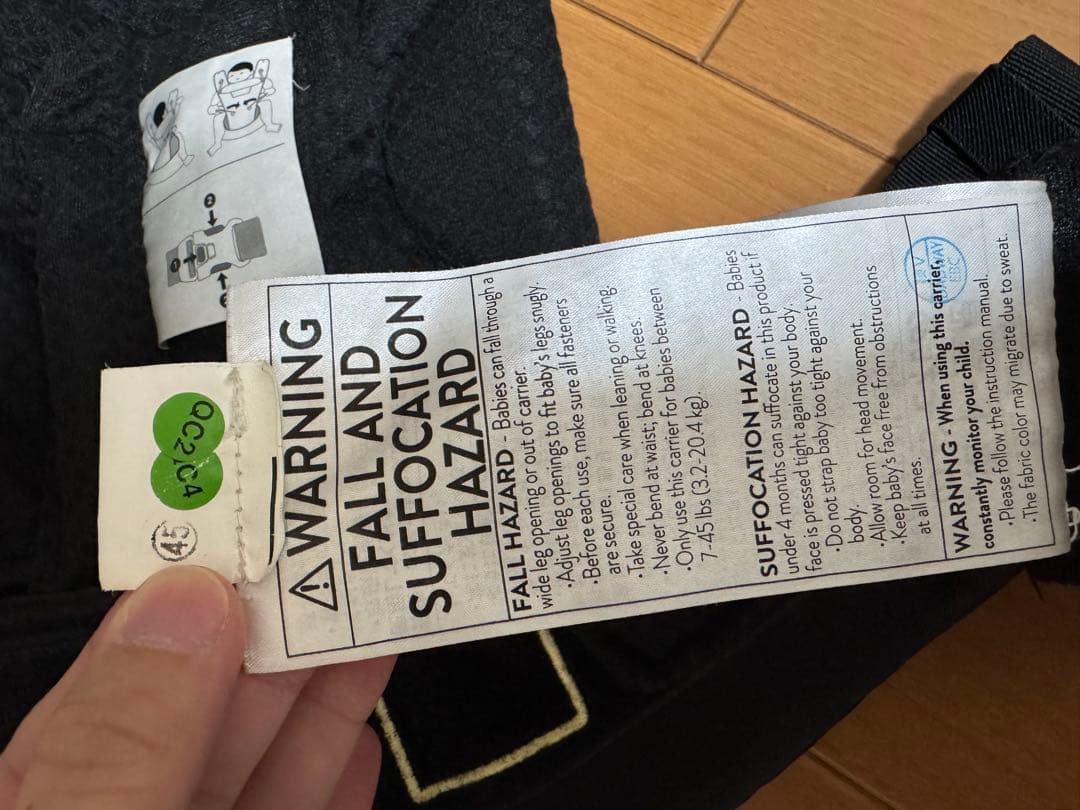 ⚠ WARNING
FALL AND
SUFFOCATION
HAZARD
FALL HAZARD - Babies can fall through a
wide leg opening or out of carrier.
•Adjust leg openings to fit baby's legs snugly.
•Before each use, make sure all fasteners
are secure.
•Take special care when leaning or walking.
•Never bend at waist; bend at knees.
•Only use this carrier for babies between
7-45 lbs (3.2-20.4 kg).
SUFFOCATION HAZARD - Babies
under 4 months can suffocate in this product if
face is pressed tight against your body.
•Do not strap baby too tight against your
body.
•Allow room for head movement.
•Keep baby's face free from obstructions
at all times.
WARNING - When using this carrier,
constantly monitor your child.
•Please follow the instruction manual.
•The fabric color may migrate due to sweat.
45
QC2
C4
1
2